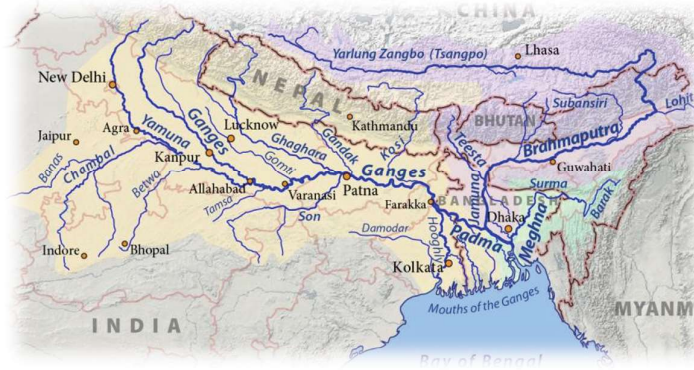 CHINA
Yarlung Zangbo (Tsangpo)
Lhasa
New Delhi
NEPAL
Subansiri
Lohit
BHUTAN
Brahmaputra
Agra
Yamuna
Ganges
Lucknow
Kathmandu
Jaipur
Ghaghara
Gandak
Kosi
Teesta
Guwahati
Banas
Chambal
Kanpur
Gomti
Ganges
Betwa
Allahabad
Varanasi
Patna
Surma
Barak
Tamsa
Son
Farakka
BANGLADESH
Jamuna
Dhaka
Meghna
Damodar
Hooghly
Padma
Indore
Bhopal
Kolkata
Mouths of the Ganges
INDIA
MYANM
Bay of Bengal